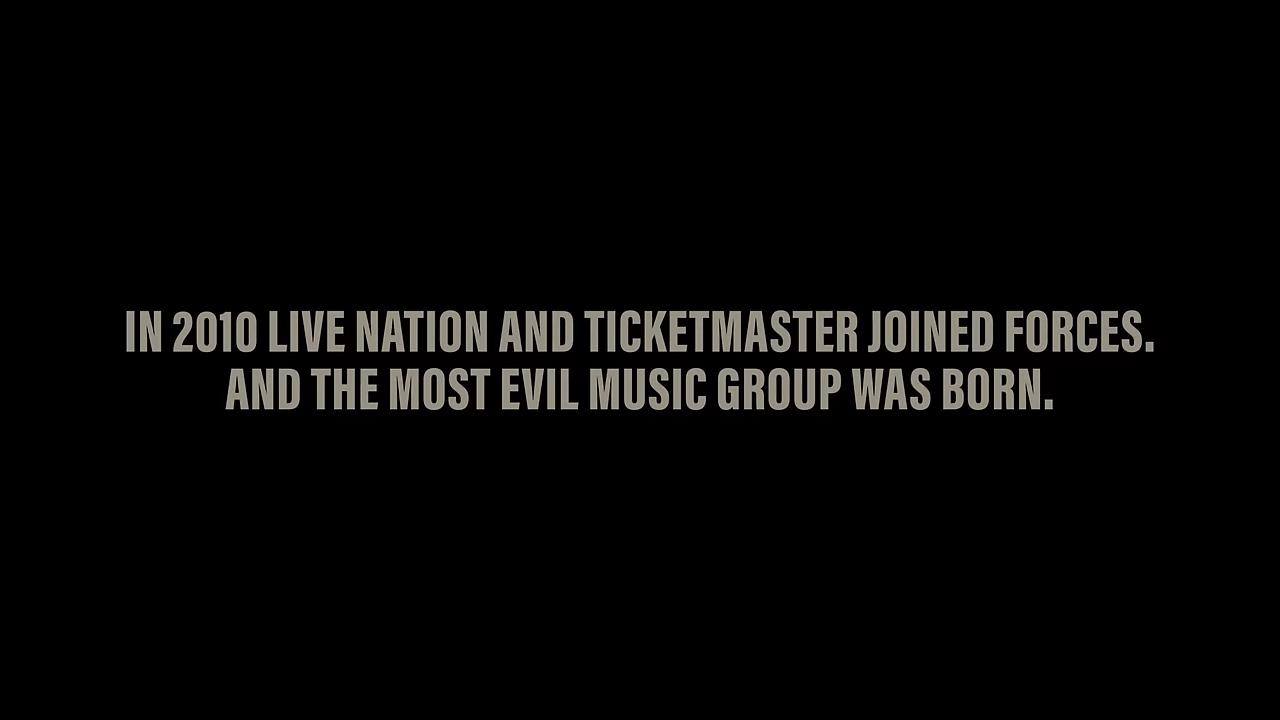 IN 2010 LIVE NATION AND TICKETMASTER JOINED FORCES.
AND THE MOST EVIL MUSIC GROUP WAS BORN.